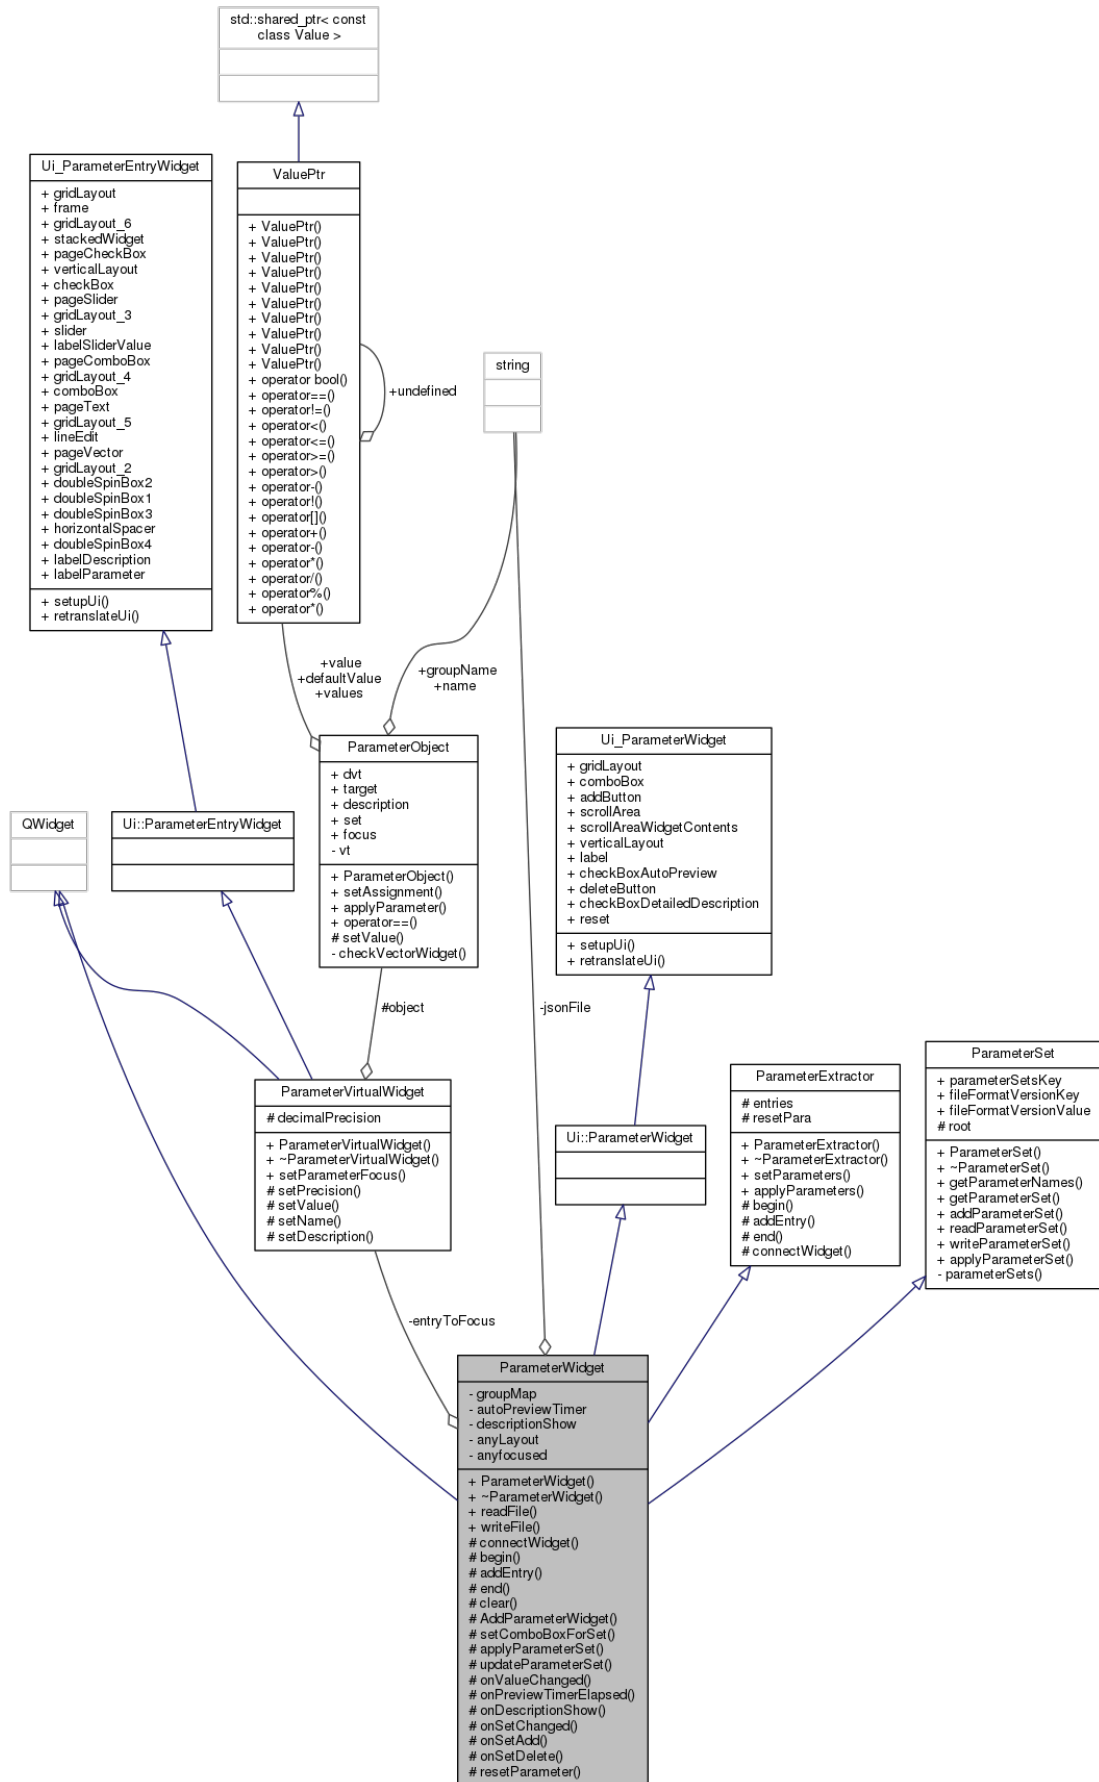 std::shared_ptr< const
class Value >
Ui_ParameterEntryWidget
+ gridLayout
+ frame
+ gridLayout_6
+ stackedWidget
+ pageCheckBox
+ verticalLayout
+ checkBox
+ pageSlider
+ gridLayout_3
+ slider
+ labelSliderValue
+ pageComboBox
+ gridLayout_4
+ comboBox
+ pageText
+ gridLayout_5
+ lineEdit
+ pageVector
+ gridLayout_2
+ doubleSpinBox2
+ doubleSpinBox1
+ doubleSpinBox3
+ horizontalSpacer
+ doubleSpinBox4
+ labelDescription
+ labelParameter
+ setupUi()
+ retranslateUi()
ValuePtr
+ ValuePtr()
+ ValuePtr()
+ ValuePtr()
+ ValuePtr()
+ ValuePtr()
+ ValuePtr()
+ ValuePtr()
+ ValuePtr()
+ ValuePtr()
+ ValuePtr()
+ operator bool()
+ operator==()
+ operator!=()
+ operator<()
+ operator<=()
+ operator>=()
+ operator>()
+ operator-()
+ operator!()
+ operator[]()
+ operator+()
+ operator-()
+ operator*()
+ operator/()
+ operator%()
+ operator*()
+undefined
string
+value
+defaultValue
+values
+groupName
+name
ParameterObject
+ dvt
+ target
+ description
+ set
+ focus
- vt
+ ParameterObject()
+ setAssignment()
+ applyParameter()
+ operator==()
# setValue()
- checkVectorWidget()
Ui_ParameterWidget
+ gridLayout
+ comboBox
+ addButton
+ scrollArea
+ scrollAreaWidgetContents
+ verticalLayout
+ label
+ checkBoxAutoPreview
+ deleteButton
+ checkBoxDetailedDescription
+ reset
+ setupUi()
+ retranslateUi()
QWidget
Ui::ParameterEntryWidget
#object
-jsonFile
ParameterVirtualWidget
# decimalPrecision
+ ParameterVirtualWidget()
+ ~ParameterVirtualWidget()
+ setParameterFocus()
# setPrecision()
# setValue()
# setName()
# setDescription()
Ui::ParameterWidget
ParameterExtractor
# entries
# resetPara
+ ParameterExtractor()
+ ~ParameterExtractor()
+ setParameters()
+ applyParameters()
# begin()
# addEntry()
# end()
# connectWidget()
ParameterSet
+ parameterSetsKey
+ fileFormatVersionKey
+ fileFormatVersionValue
# root
+ ParameterSet()
+ ~ParameterSet()
+ getParameterNames()
+ getParameterSet()
+ addParameterSet()
+ readParameterSet()
+ writeParameterSet()
+ applyParameterSet()
- parameterSets()
-entryToFocus
ParameterWidget
- groupMap
- autoPreviewTimer
- descriptionShow
- anyLayout
- anyfocused
+ ParameterWidget()
+ ~ParameterWidget()
+ readFile()
+ writeFile()
# connectWidget()
# begin()
# addEntry()
# end()
# clear()
# AddParameterWidget()
# setComboBoxForSet()
# applyParameterSet()
# updateParameterSet()
# onValueChanged()
# onPreviewTimerElapsed()
# onDescriptionShow()
# onSetChanged()
# onSetAdd()
# onSetDelete()
# resetParameter()